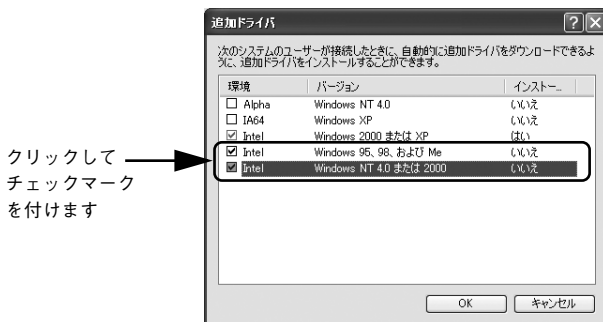 追加ドライバ
次のシステムのユーザーが接続したときに、自動的に追加ドライバをダウンロードできるよ
うに、追加ドライバをインストールすることができます。
環境 バージョン インストー...
Alpha Windows NT 4.0 いいえ
IA64 Windows XP いいえ
Intel Windows 2000 または XP はい
Intel Windows 95、98、および Me いいえ
Intel Windows NT 4.0 または 2000 いいえ
クリックして
チェックマーク
を付けます
OK キャンセル